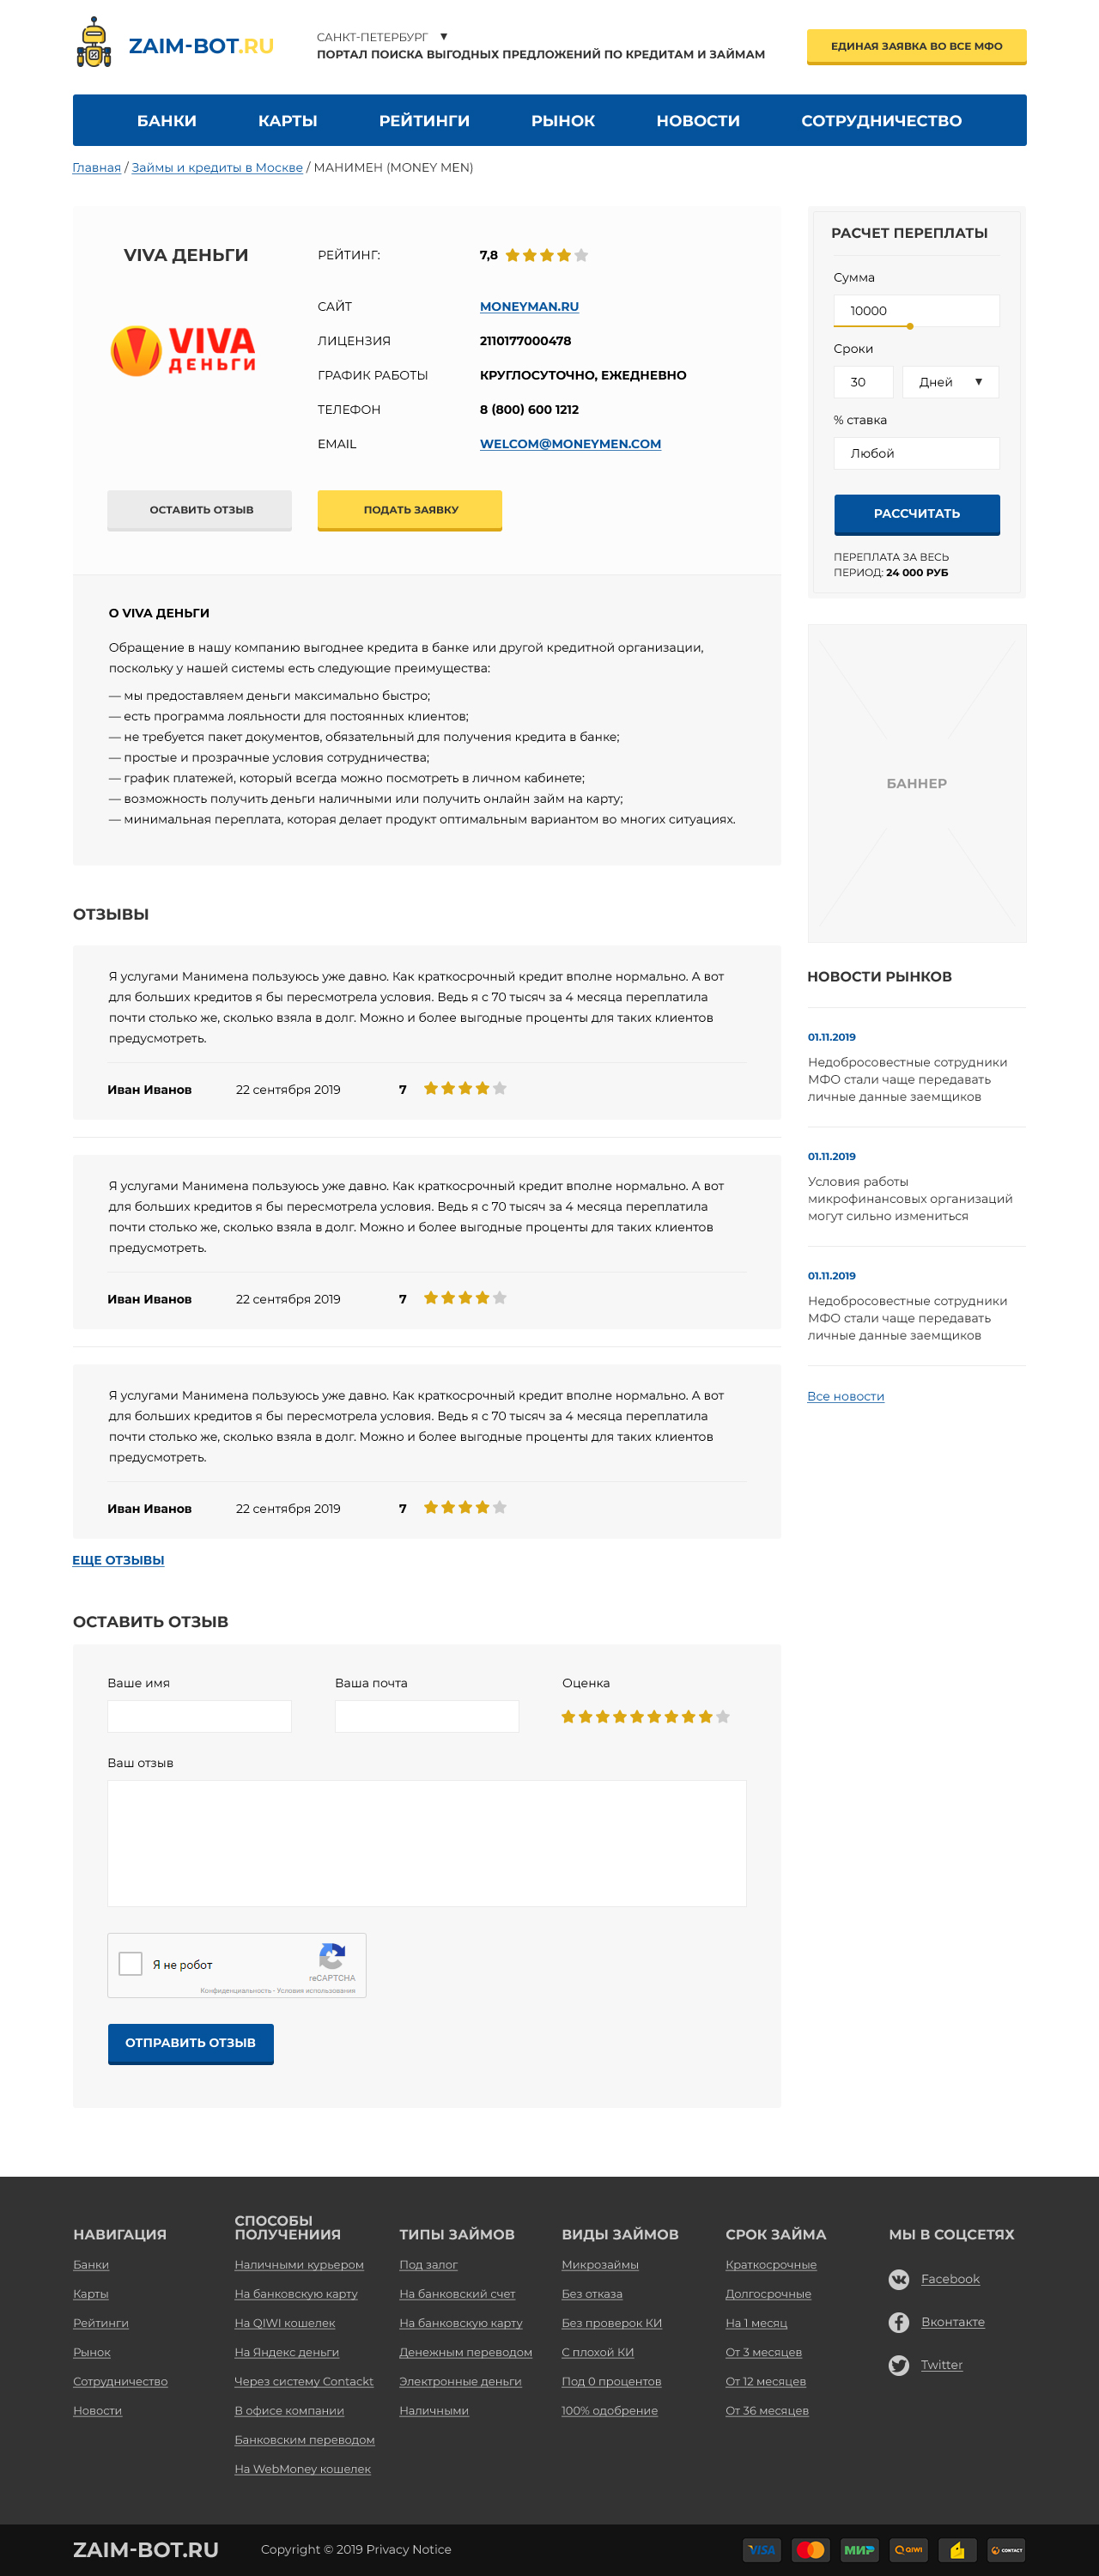 ZAIM-BOT.RU
САНКТ-ПЕТЕРБУРГ ▼
ПОРТАЛ ПОИСКА ВЫГОДНЫХ ПРЕДЛОЖЕНИЙ ПО КРЕДИТАМ И ЗАЙМАМ
ЕДИНАЯ ЗАЯВКА ВО ВСЕ МФО
БАНКИ КАРТЫ РЕЙТИНГИ РЫНОК НОВОСТИ СОТРУДНИЧЕСТВО
Главная / Займы и кредиты в Москве / МАНИМЕН (MONEY MEN)
VIVA ДЕНЬГИ
VIVA
ДЕНЬГИ
РЕЙТИНГ: 7,8
САЙТ MONEYMAN.RU
ЛИЦЕНЗИЯ 2110177000478
ГРАФИК РАБОТЫ КРУГЛОСУТОЧНО, ЕЖЕДНЕВНО
ТЕЛЕФОН 8 (800) 600 1212
EMAIL WELCOM@MONEYMEN.COM
ОСТАВИТЬ ОТЗЫВ ПОДАТЬ ЗАЯВКУ
О VIVA ДЕНЬГИ
Обращение в нашу компанию выгоднее кредита в банке или другой кредитной организации,
поскольку у нашей системы есть следующие преимущества:
— мы предоставляем деньги максимально быстро;
— есть программа лояльности для постоянных клиентов;
— не требуется пакет документов, обязательный для получения кредита в банке;
— простые и прозрачные условия сотрудничества;
— график платежей, который всегда можно посмотреть в личном кабинете;
— возможность получить деньги наличными или получить онлайн займ на карту;
— минимальная переплата, которая делает продукт оптимальным вариантом во многих ситуациях.
РАСЧЕТ ПЕРЕПЛАТЫ
Сумма
10000
Сроки
30 Дней ▼
% ставка
Любой
РАССЧИТАТЬ
ПЕРЕПЛАТА ЗА ВЕСЬ
ПЕРИОД: 24 000 РУБ
БАННЕР
ОТЗЫВЫ
Я услугами Манимена пользуюсь уже давно. Как краткосрочный кредит вполне нормально. А вот
для больших кредитов я бы пересмотрела условия. Ведь я с 70 тысяч за 4 месяца переплатила
почти столько же, сколько взяла в долг. Можно и более выгодные проценты для таких клиентов
предусмотреть.
Иван Иванов 22 сентября 2019 7
Я услугами Манимена пользуюсь уже давно. Как краткосрочный кредит вполне нормально. А вот
для больших кредитов я бы пересмотрела условия. Ведь я с 70 тысяч за 4 месяца переплатила
почти столько же, сколько взяла в долг. Можно и более выгодные проценты для таких клиентов
предусмотреть.
Иван Иванов 22 сентября 2019 7
Я услугами Манимена пользуюсь уже давно. Как краткосрочный кредит вполне нормально. А вот
для больших кредитов я бы пересмотрела условия. Ведь я с 70 тысяч за 4 месяца переплатила
почти столько же, сколько взяла в долг. Можно и более выгодные проценты для таких клиентов
предусмотреть.
Иван Иванов 22 сентября 2019 7
ЕЩЕ ОТЗЫВЫ
НОВОСТИ РЫНКОВ
01.11.2019
Недобросовестные сотрудники
МФО стали чаще передавать
личные данные заемщиков
01.11.2019
Условия работы
микрофинансовых организаций
могут сильно измениться
01.11.2019
Недобросовестные сотрудники
МФО стали чаще передавать
личные данные заемщиков
Все новости
ОСТАВИТЬ ОТЗЫВ
Ваше имя Ваша почта Оценка
Ваш отзыв
Я не робот
reCAPTCHA
Конфиденциальность - Условия использования
ОТПРАВИТЬ ОТЗЫВ
НАВИГАЦИЯ
Банки
Карты
Рейтинги
Рынок
Сотрудничество
Новости
СПОСОБЫ
ПОЛУЧЕНИИЯ
Наличными курьером
На банковскую карту
На QIWI кошелек
На Яндекс деньги
Через систему Contackt
В офисе компании
Банковским переводом
На WebMoney кошелек
ТИПЫ ЗАЙМОВ
Под залог
На банковский счет
На банковскую карту
Денежным переводом
Электронные деньги
Наличными
ВИДЫ ЗАЙМОВ
Микрозаймы
Без отказа
Без проверок КИ
С плохой КИ
Под 0 процентов
100% одобрение
СРОК ЗАЙМА
Краткосрочные
Долгосрочные
На 1 месяц
От 3 месяцев
От 12 месяцев
От 36 месяцев
МЫ В СОЦСЕТЯХ
Facebook
Вконтакте
Twitter
ZAIM-BOT.RU
Copyright © 2019 Privacy Notice
VISA МИР QIWI CONTACT